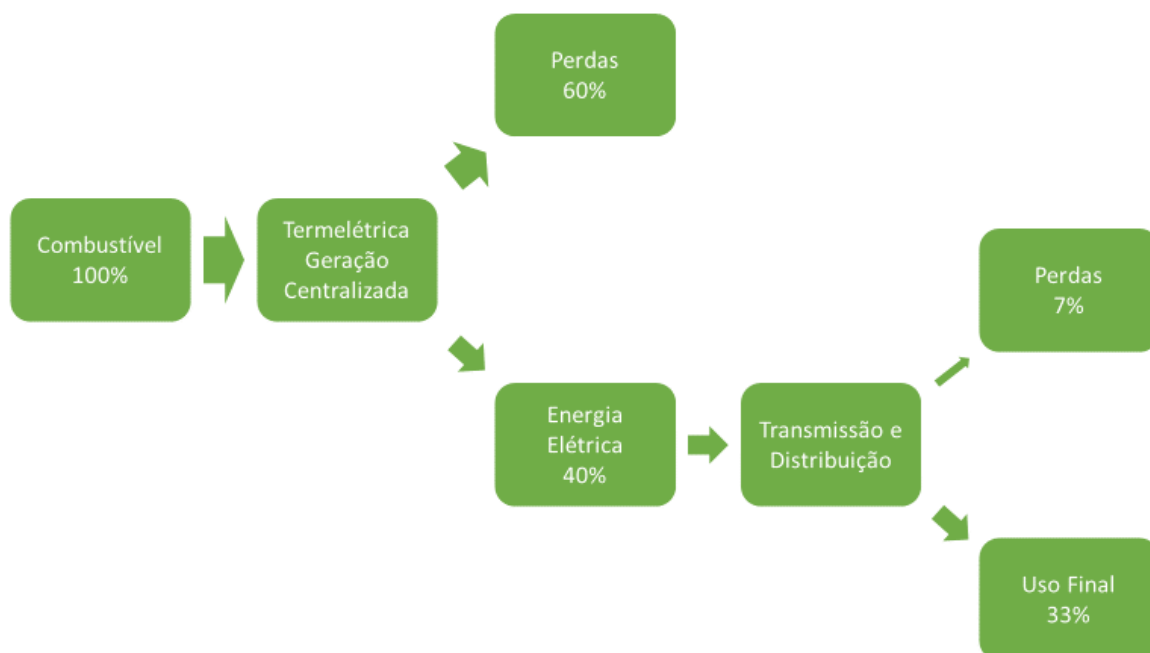 Combustível
100%
Termelétrica
Geração
Centralizada
Perdas
60%
Energia
Elétrica
40%
Transmissão e
Distribuição
Perdas
7%
Uso Final
33%